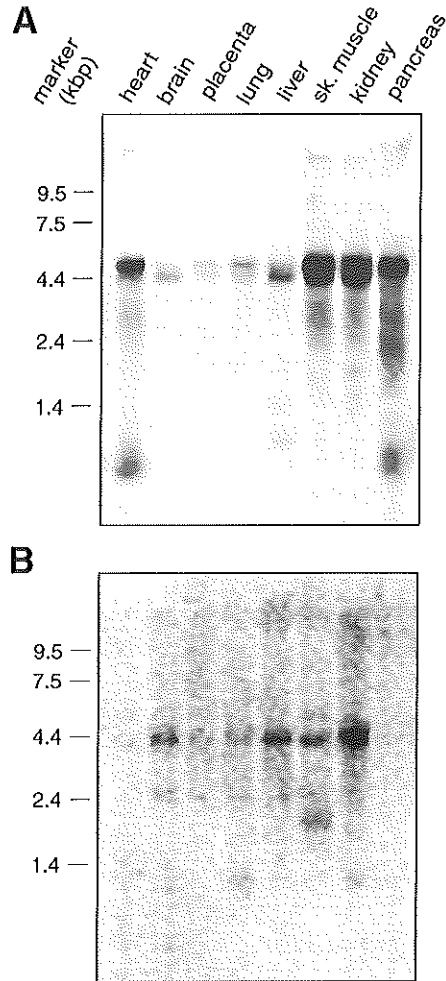 A
marker
(kbp)
heart
brain
placenta
lung
liver
sk. muscle
kidney
pancreas
9.5
7.5
4.4
2.4
1.4
B
9.5
7.5
4.4
2.4
1.4